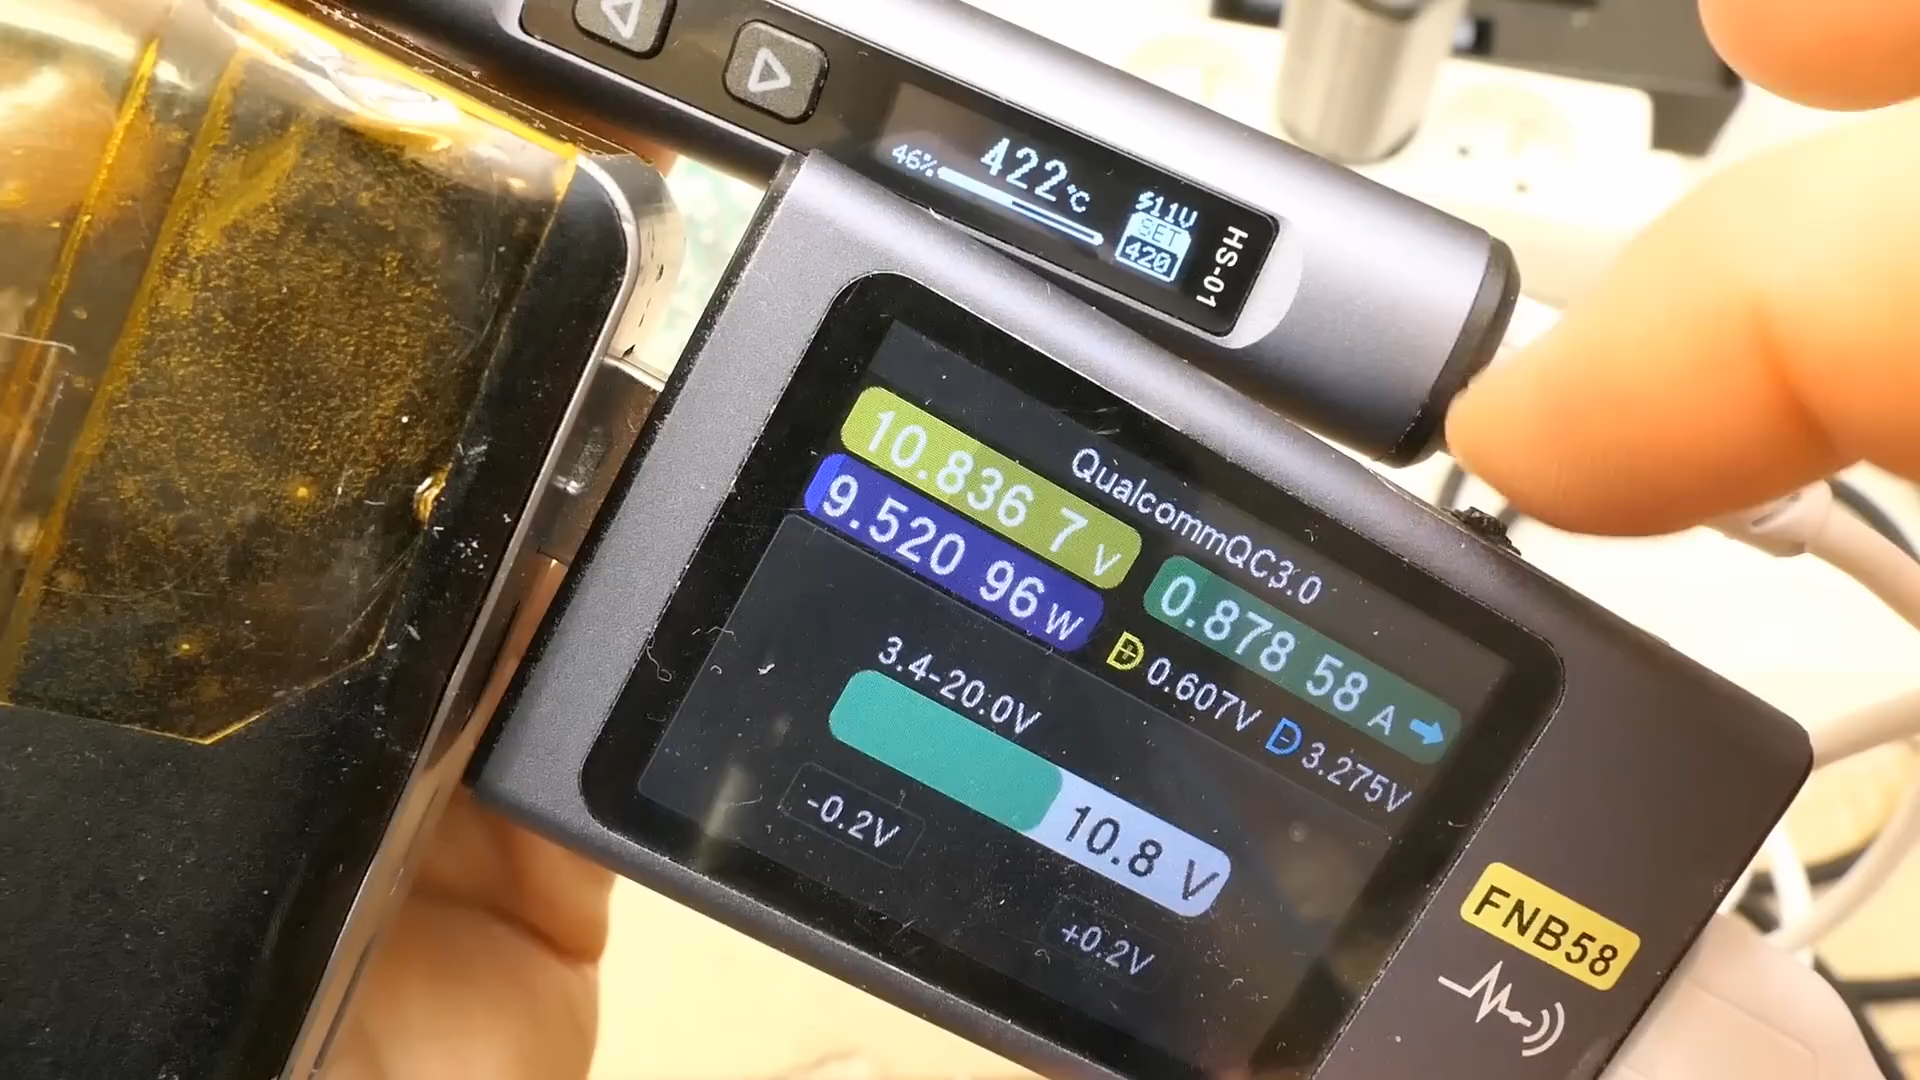 46%
422°C
11V
SET
420
HS-01
QualcommQC3.0
10.836 7 V
9.520 96 W
0.878 58 A
D+ 0.607V D- 3.275V
3.4-20.0V
10.8 V
-0.2V
+0.2V
FNB58